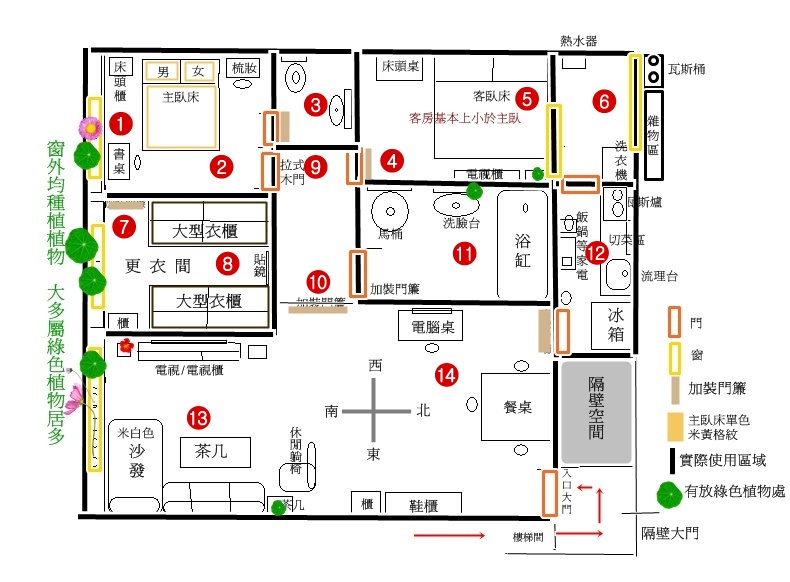 熱水器
床頭櫃
男
女
梳妝
床頭桌
主臥床
客臥床
5
6
瓦斯桶
雜物區
1
3
客房基本上小於主臥
洗衣機
書桌
2
拉式木門
9
4
電視櫃
窗外均種植植物 大多屬綠色植物居多
7
大型衣櫃
馬桶
洗臉台
浴缸
飯鍋等家電
瓦斯爐
切菜區
12
流理台
更衣間
8
貼鏡
11
大型衣櫃
10
加裝門簾
加裝門簾
櫃
電腦桌
冰箱
門
窗
加裝門簾
主臥床單色
米黃格紋
實際使用區域
有放綠色植物處
電視/電視櫃
14
西
南
北
東
餐桌
隔壁空間
13
米白色
沙發
茶几
休閒躺椅
茶几
櫃
鞋櫃
入口大門
樓梯間
隔壁大門